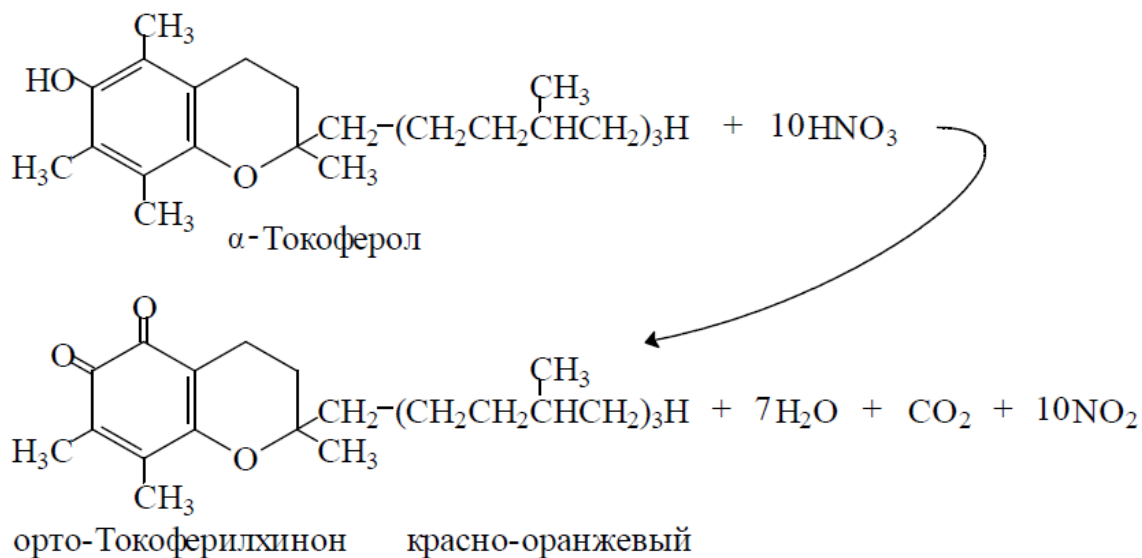 CH₃
HO
CH₃
CH₂-(CH₂CH₂CHCH₂)₃H + 10HNO₃
H₃C
O
CH₃
CH₃
α-Токоферол
O
O
CH₃
CH₂-(CH₂CH₂CHCH₂)₃H + 7H₂O + CO₂ + 10NO₂
H₃C
O
CH₃
CH₃
орто-Токоферилхинон красно-оранжевый